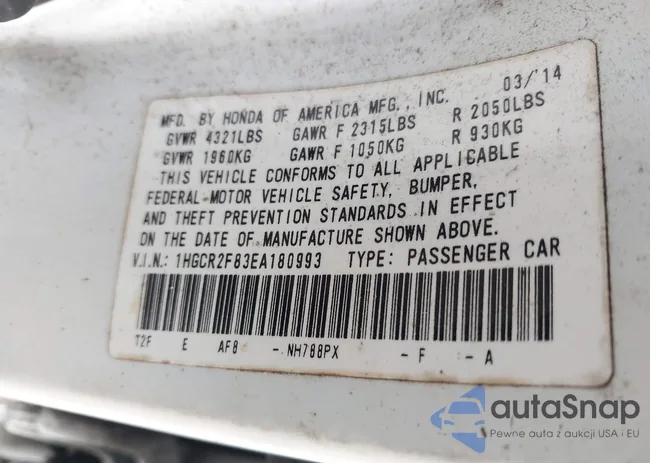 03/'14
MFD. BY HONDA OF AMERICA MFG., INC.
GVWR 4321LBS GAWR F 2315LBS R 2050LBS
GVWR 1960KG GAWR F 1050KG R 930KG
THIS VEHICLE CONFORMS TO ALL APPLICABLE
FEDERAL MOTOR VEHICLE SAFETY, BUMPER,
AND THEFT PREVENTION STANDARDS IN EFFECT
ON THE DATE OF MANUFACTURE SHOWN ABOVE.
V.I.N.: 1HGCR2F83EA180993 TYPE: PASSENGER CAR
T2F E AF8 - NH788PX - F - A
autaSnap
Pewne auta z aukcji USA i EU